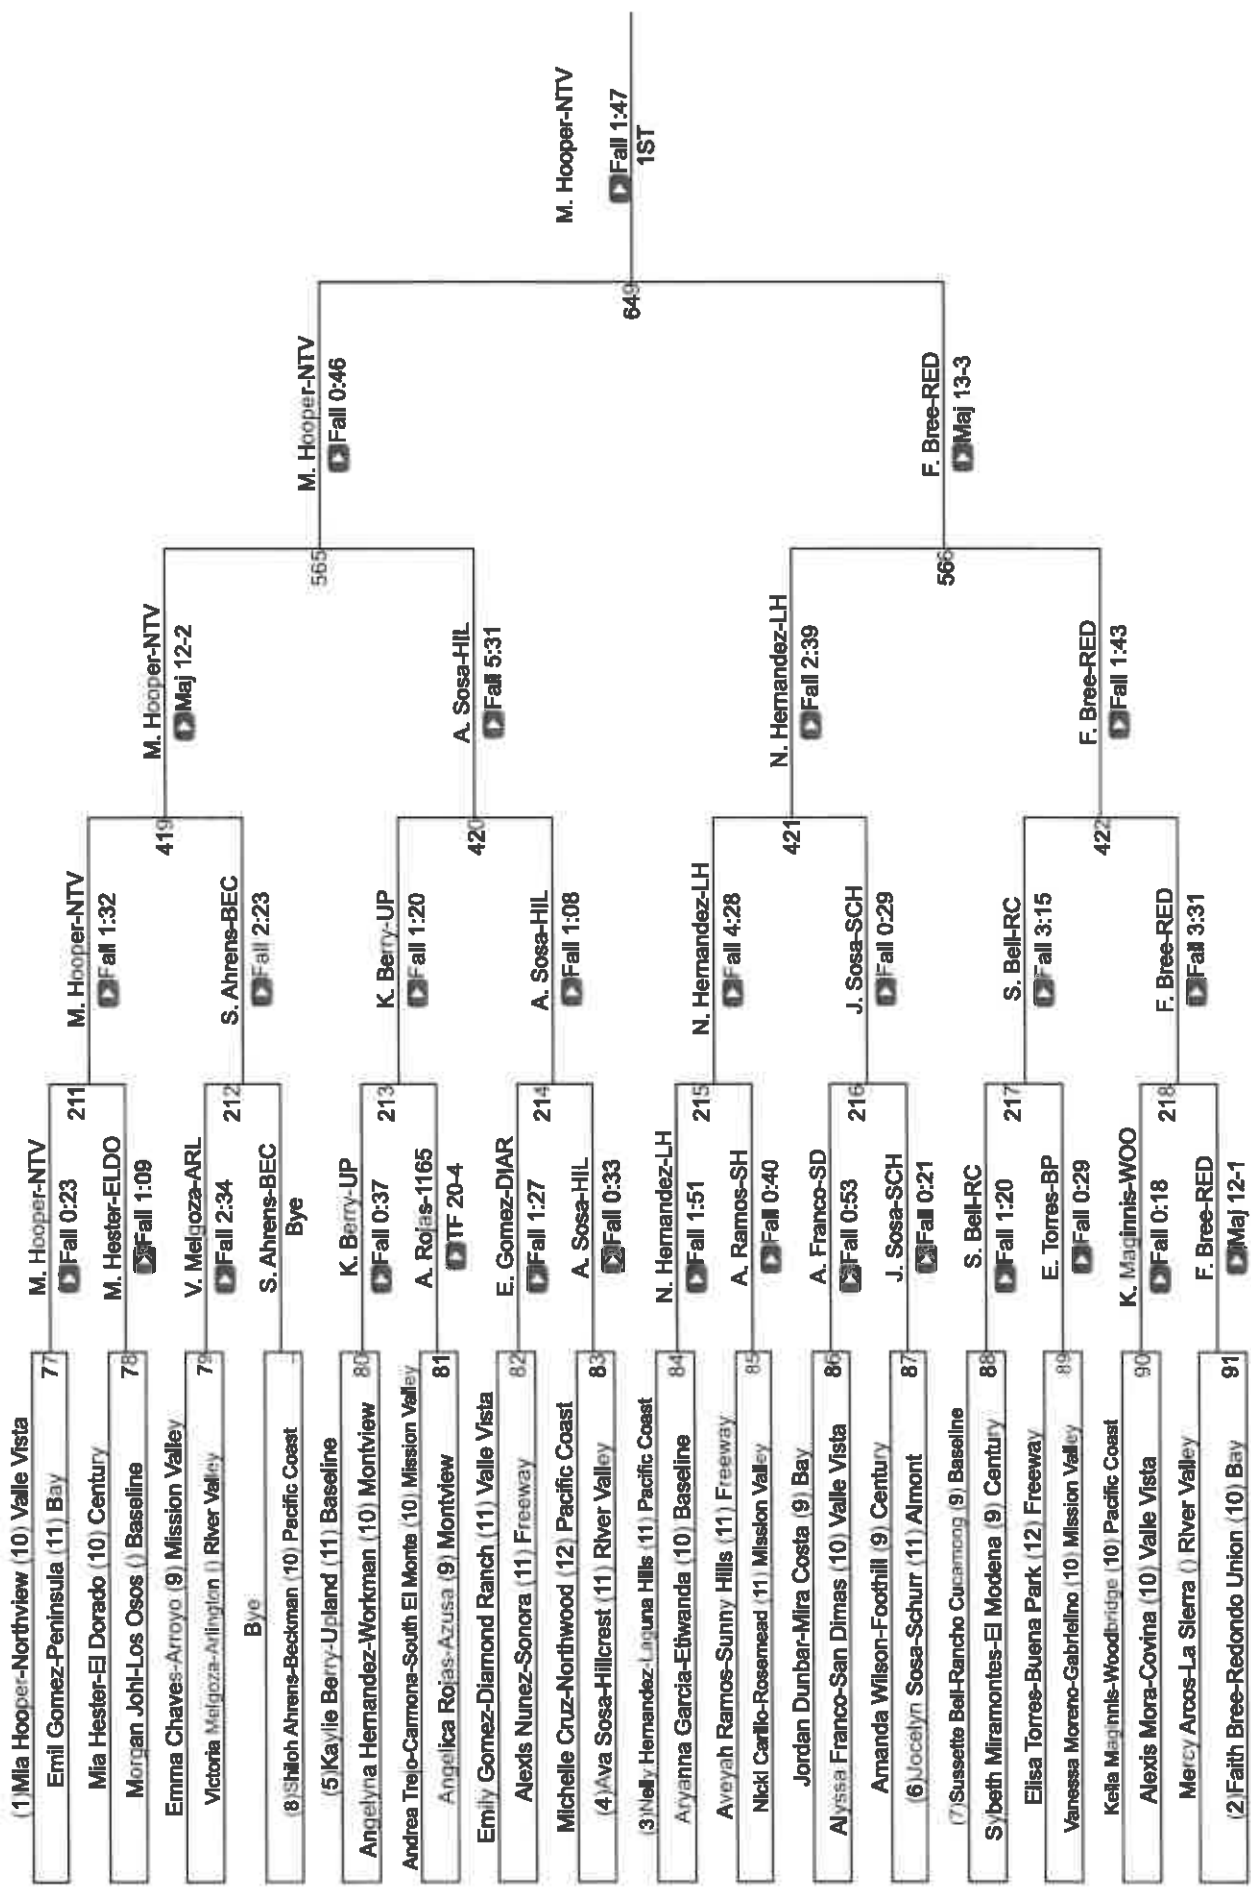 (1)Mia Hooper-Northview (10) Valle Vista
77
Emil Gomez-Peninsula (11) Bay
Mia Hester-El Dorado (10) Century
78
Morgan Johl-Los Osos () Baseline
Emma Chaves-Arroyo (9) Mission Valley
79
Victoria Melgoza-Arlington () River Valley
Bye
(8)Shiloh Ahrens-Beckman (10) Pacific Coast
(5)Kaylie Berry-Upland (11) Baseline
80
Angelyna Hernandez-Workman (10) Montview
Andrea Trejo-Carmona-South El Monte (10) Mission Valley
81
Angelica Rojas-Azusa (9) Montview
Emily Gomez-Diamond Ranch (11) Valle Vista
82
Alexis Nunez-Sonora (11) Freeway
Michelle Cruz-Northwood (12) Pacific Coast
83
(4)Ava Sosa-Hillcrest (11) River Valley
(3)Nelly Hernandez-Laguna Hills (11) Pacific Coast
84
Aryanna Garcia-Etiwanda (10) Baseline
Aveyah Ramos-Sunny Hills (11) Freeway
85
Nicki Carillo-Rosemead (11) Mission Valley
Jordan Dunbar-Mira Costa (9) Bay
86
Alyssa Franco-San Dimas (10) Valle Vista
Amanda Wilson-Foothill (9) Century
87
(6)Jocelyn Sosa-Schurr (11) Almont
(7)Sussette Bell-Rancho Cucamong (9) Baseline
88
Sybeth Miramontes-El Modena (9) Century
Elisa Torres-Buena Park (12) Freeway
89
Vanessa Moreno-Gabrielino (10) Mission Valley
Keila Maginnis-Woodbridge (10) Pacific Coast
90
Alexis Mora-Covina (10) Valle Vista
Mercy Arcos-La Sierra () River Valley
91
(2)Faith Bree-Redondo Union (10) Bay
M. Hooper-NTV
Fall 0:23
211
M. Hester-ELDO
Fall 1:09
V. Melgoza-ARL
Fall 2:34
212
S. Ahrens-BEC
Bye
K. Berry-UP
Fall 0:37
213
A. Rojas-1165
TF 20-4
E. Gomez-DIAR
Fall 1:27
214
A. Sosa-HIL
Fall 0:33
N. Hernandez-LH
Fall 1:51
215
A. Ramos-SH
Fall 0:40
A. Franco-SD
Fall 0:53
216
J. Sosa-SCH
Fall 0:21
S. Bell-RC
Fall 1:20
217
E. Torres-BP
Fall 0:29
K. Maginnis-WOO
Fall 0:18
218
F. Bree-RED
Maj 12-1
M. Hooper-NTV
Fall 1:32
419
S. Ahrens-BEC
Fall 2:23
K. Berry-UP
Fall 1:20
420
A. Sosa-HIL
Fall 1:08
N. Hernandez-LH
Fall 4:28
421
J. Sosa-SCH
Fall 0:29
S. Bell-RC
Fall 3:15
422
F. Bree-RED
Fall 3:31
M. Hooper-NTV
Maj 12-2
565
A. Sosa-HIL
Fall 5:31
N. Hernandez-LH
Fall 2:39
566
F. Bree-RED
Fall 1:43
M. Hooper-NTV
Fall 0:46
649
F. Bree-RED
Maj 13-3
M. Hooper-NTV
Fall 1:47
1ST